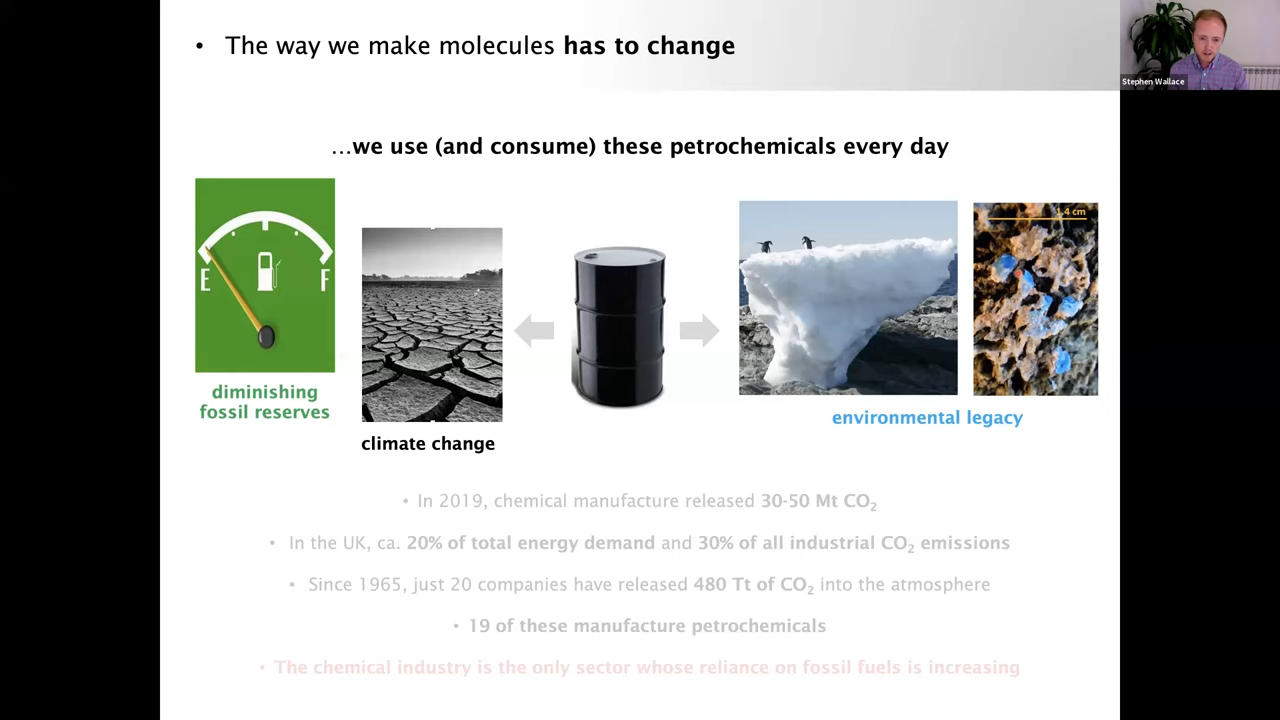 • The way we make molecules has to change
Stephen Wallace
…we use (and consume) these petrochemicals every day
E
F
1.4 cm
diminishing
fossil reserves
climate change
environmental legacy
• In 2019, chemical manufacture released 30-50 Mt CO₂
• In the UK, ca. 20% of total energy demand and 30% of all industrial CO₂ emissions
• Since 1965, just 20 companies have released 480 Tt of CO₂ into the atmosphere
• 19 of these manufacture petrochemicals
• The chemical industry is the only sector whose reliance on fossil fuels is increasing